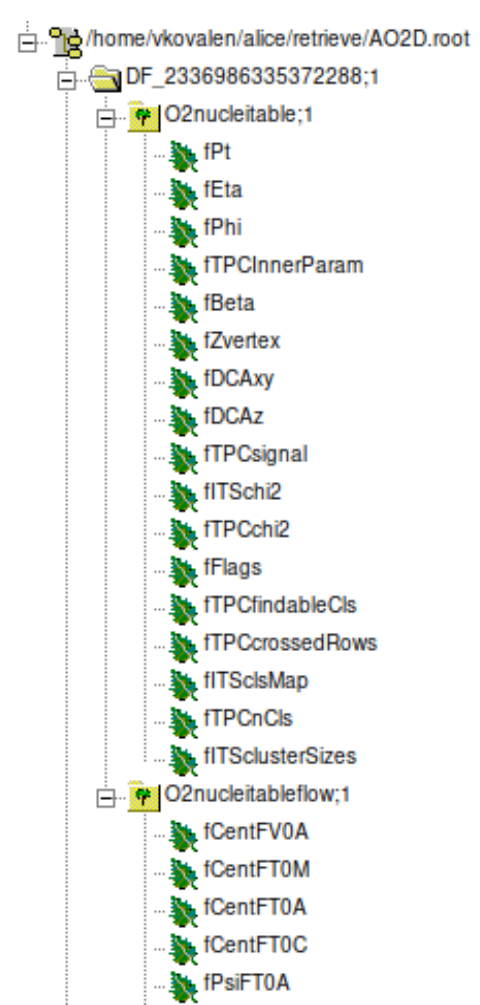 /home/vkovalen/alice/retrieve/AO2D.root
DF_2336986335372288;1
O2nucleitable;1
fPt
fEta
fPhi
fTPCInnerParam
fBeta
fZvertex
fDCAxy
fDCAz
fTPCsignal
fITSchi2
fTPCchi2
fFlags
fTPCfindableCls
fTPCcrossedRows
fITSclsMap
fTPCnCls
fITSclusterSizes
O2nucleitableflow;1
fCentFV0A
fCentFT0M
fCentFT0A
fCentFT0C
fPsiFT0A